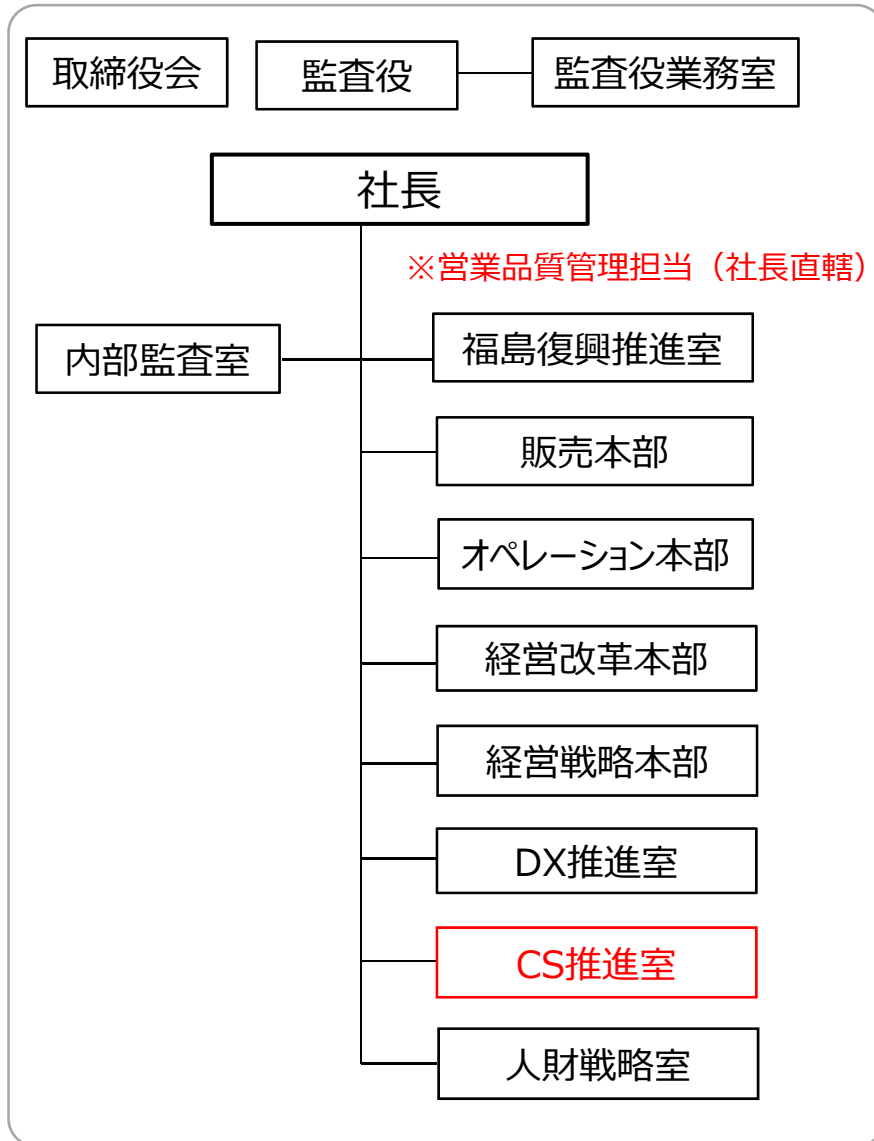 取締役会
監査役
監査役業務室
社長
※営業品質管理担当（社長直轄）
内部監査室
福島復興推進室
販売本部
オペレーション本部
経営改革本部
経営戦略本部
DX推進室
CS推進室
人財戦略室